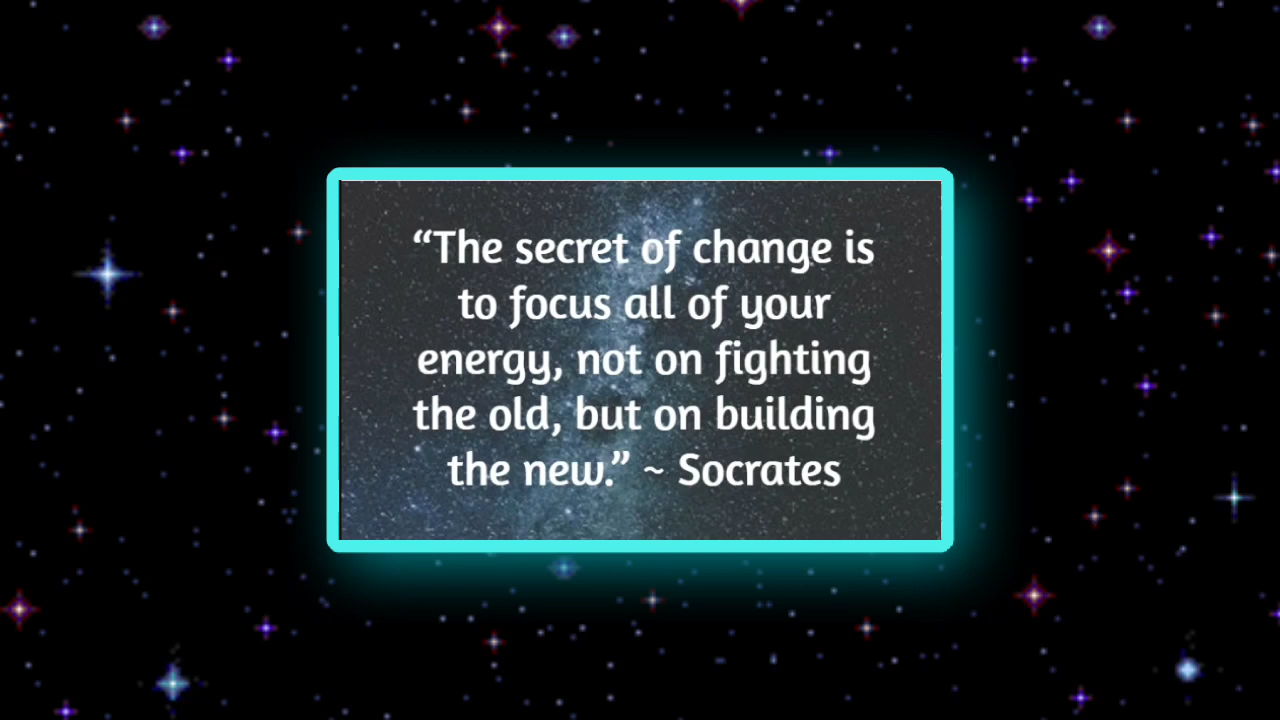 “The secret of change is
to focus all of your
energy, not on fighting
the old, but on building
the new.” ~ Socrates